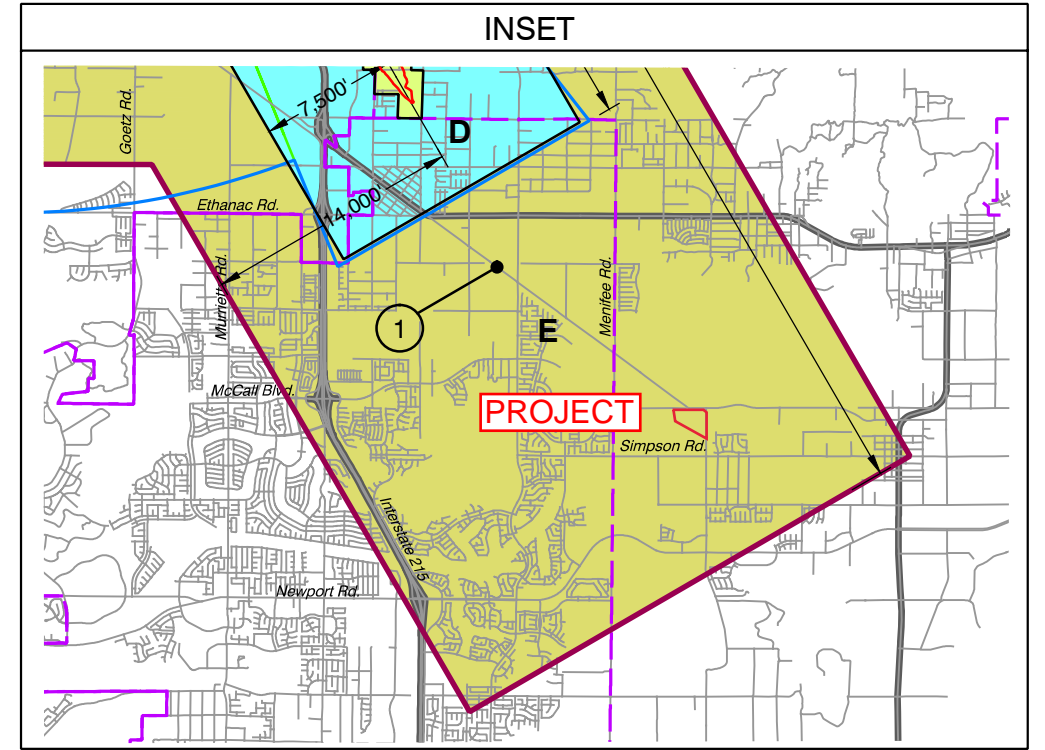 INSET
Goetz Rd.
7,500'
D
14,000'
Ethanac Rd.
Murrieta Rd.
Menifee Rd.
1
E
McCall Blvd.
PROJECT
Simpson Rd.
Interstate 215
Newport Rd.